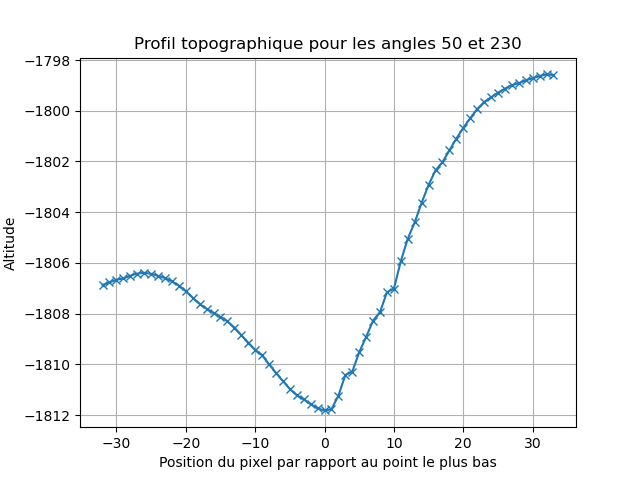 Profil topographique pour les angles 50 et 230
−1798
−1800
−1802
−1804
−1806
−1808
−1810
−1812
Altitude
−30 −20 −10 0 10 20 30
Position du pixel par rapport au point le plus bas